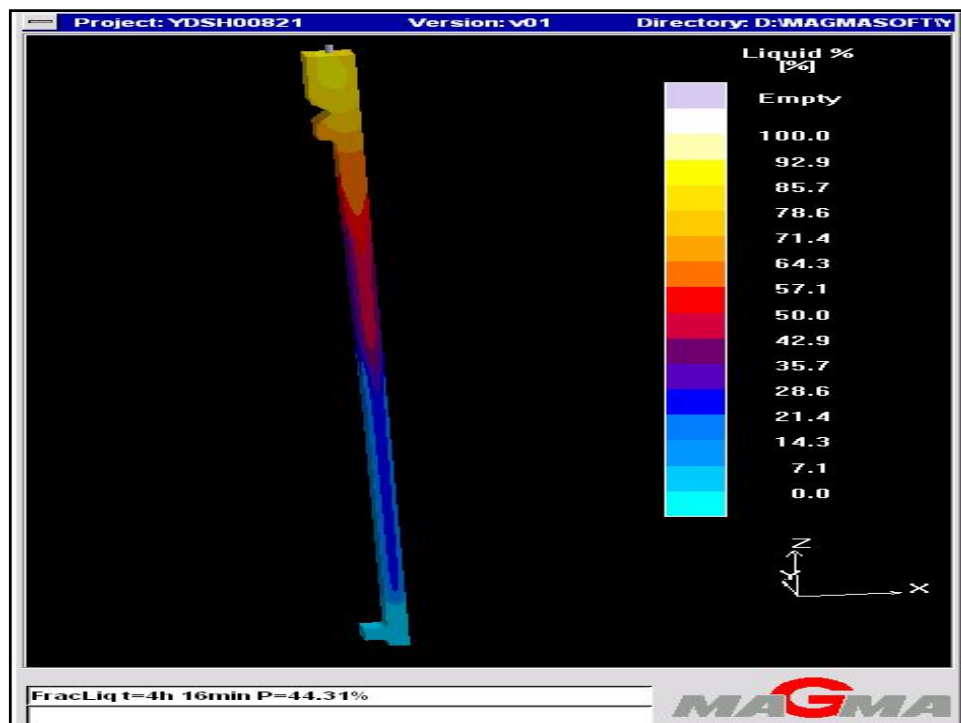 Project: YDSH00821 Version: v01 Directory: D:\MAGMASOFT\Y
Liquid %
[%]
Empty
100.0
92.9
85.7
78.6
71.4
64.3
57.1
50.0
42.9
35.7
28.6
21.4
14.3
7.1
0.0
Z
Y
X
FracLiq t=4h 16min P=44.31%
MAGMA